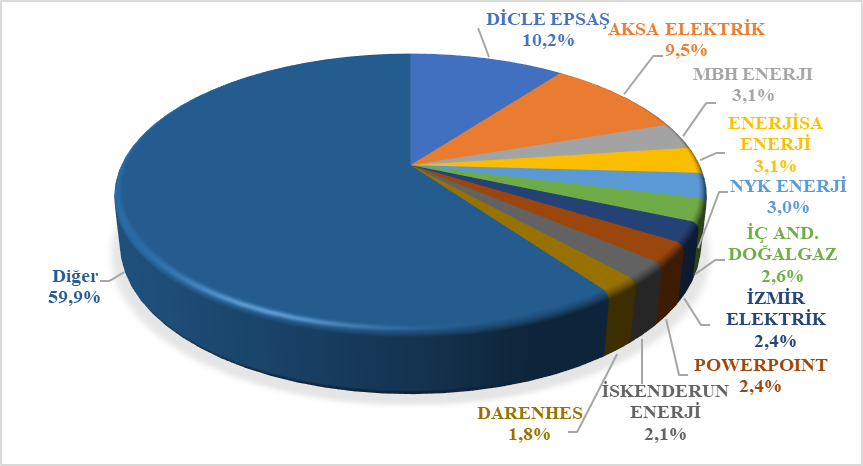 DİCLE EPSAŞ
10,2%
AKSA ELEKTRİK
9,5%
MBH ENERJI
3,1%
ENERJİSA
ENERJİ
3,1%
NYK ENERJİ
3,0%
İÇ AND.
DOĞALGAZ
2,6%
İZMİR
ELEKTRİK
2,4%
POWERPOINT
2,4%
İSKENDERUN
ENERJİ
2,1%
DARENHES
1,8%
Diğer
59,9%